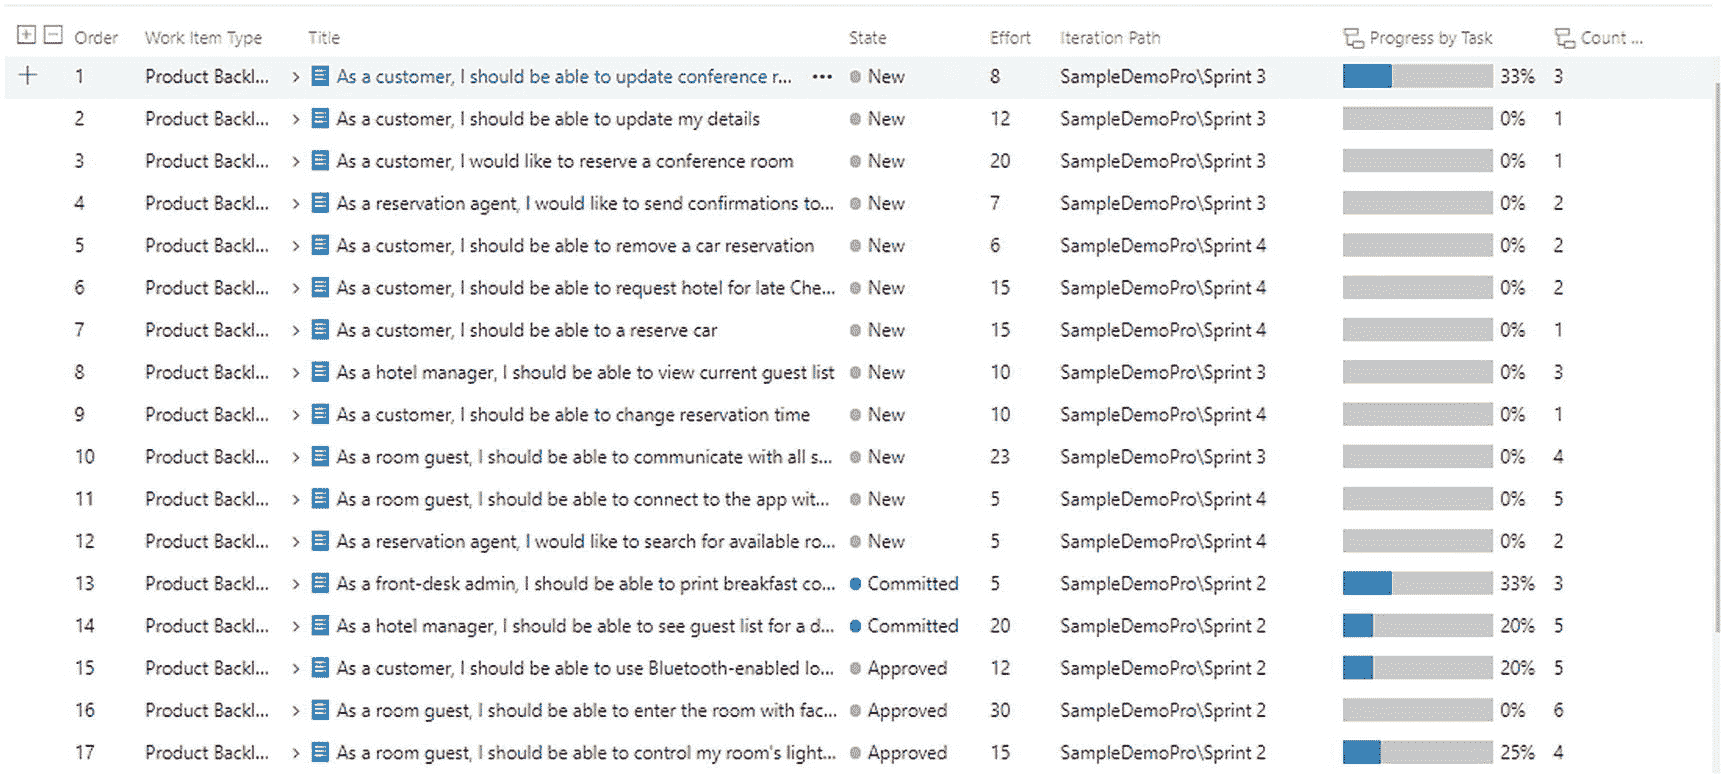 Order Work Item Type Title State Effort Iteration Path Progress by Task Count ...
1 Product Backl... As a customer, I should be able to update conference r... ... New 8 SampleDemoPro\Sprint 3 33% 3
2 Product Backl... As a customer, I should be able to update my details New 12 SampleDemoPro\Sprint 3 0% 1
3 Product Backl... As a customer, I would like to reserve a conference room New 20 SampleDemoPro\Sprint 3 0% 1
4 Product Backl... As a reservation agent, I would like to send confirmations to... New 7 SampleDemoPro\Sprint 3 0% 2
5 Product Backl... As a customer, I should be able to remove a car reservation New 6 SampleDemoPro\Sprint 4 0% 2
6 Product Backl... As a customer, I should be able to request hotel for late Che... New 15 SampleDemoPro\Sprint 4 0% 2
7 Product Backl... As a customer, I should be able to a reserve car New 15 SampleDemoPro\Sprint 4 0% 1
8 Product Backl... As a hotel manager, I should be able to view current guest list New 10 SampleDemoPro\Sprint 3 0% 3
9 Product Backl... As a customer, I should be able to change reservation time New 10 SampleDemoPro\Sprint 4 0% 1
10 Product Backl... As a room guest, I should be able to communicate with all s... New 23 SampleDemoPro\Sprint 3 0% 4
11 Product Backl... As a room guest, I should be able to connect to the app wit... New 5 SampleDemoPro\Sprint 4 0% 5
12 Product Backl... As a reservation agent, I would like to search for available ro... New 5 SampleDemoPro\Sprint 4 0% 2
13 Product Backl... As a front-desk admin, I should be able to print breakfast co... Committed 5 SampleDemoPro\Sprint 2 33% 3
14 Product Backl... As a hotel manager, I should be able to see guest list for a d... Committed 20 SampleDemoPro\Sprint 2 20% 5
15 Product Backl... As a customer, I should be able to use Bluetooth-enabled lo... Approved 12 SampleDemoPro\Sprint 2 20% 5
16 Product Backl... As a room guest, I should be able to enter the room with fac... Approved 30 SampleDemoPro\Sprint 2 0% 6
17 Product Backl... As a room guest, I should be able to control my room's light... Approved 15 SampleDemoPro\Sprint 2 25% 4